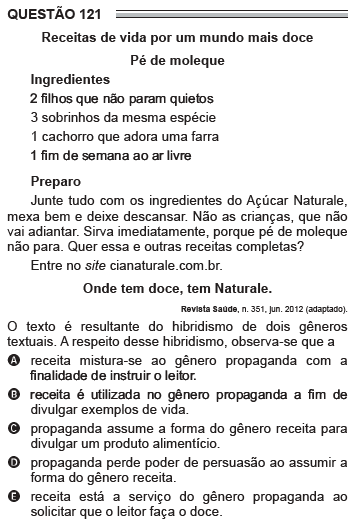 QUESTÃO 121
Receitas de vida por um mundo mais doce
Pé de moleque
Ingredientes
2 filhos que não param quietos
3 sobrinhos da mesma espécie
1 cachorro que adora uma farra
1 fim de semana ao ar livre
Preparo
Junte tudo com os ingredientes do Açúcar Naturale,
mexa bem e deixe descansar. Não as crianças, que não
vai adiantar. Sirva imediatamente, porque pé de moleque
não para. Quer essa e outras receitas completas?
Entre no site cianaturale.com.br.
Onde tem doce, tem Naturale.
Revista Saúde, n. 351, jun. 2012 (adaptado).
O texto é resultante do hibridismo de dois gêneros
textuais. A respeito desse hibridismo, observa-se que a
A receita mistura-se ao gênero propaganda com a
finalidade de instruir o leitor.
B receita é utilizada no gênero propaganda a fim de
divulgar exemplos de vida.
C propaganda assume a forma do gênero receita para
divulgar um produto alimentício.
D propaganda perde poder de persuasão ao assumir a
forma do gênero receita.
E receita está a serviço do gênero propaganda ao
solicitar que o leitor faça o doce.